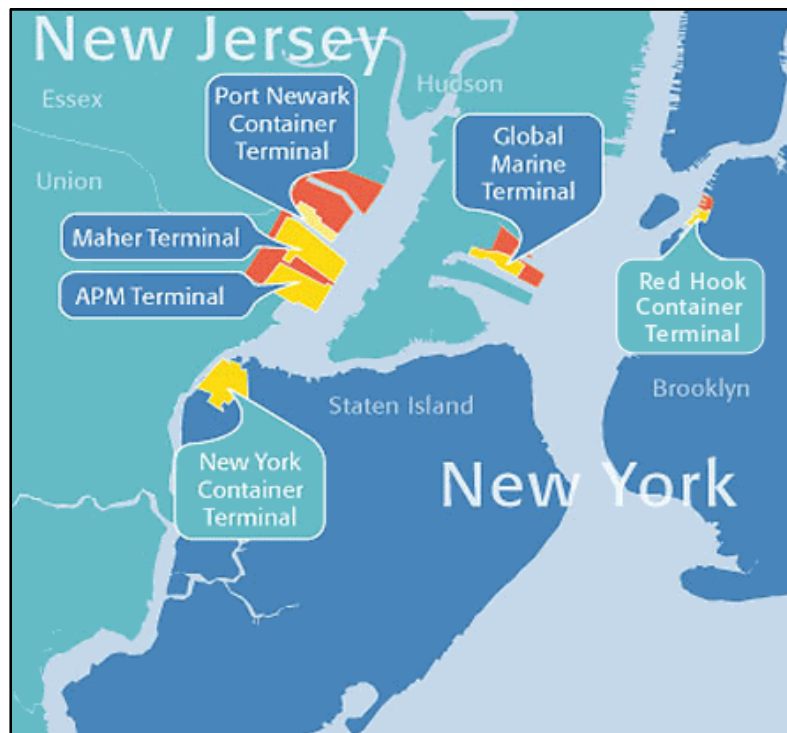 New Jersey
Essex
Hudson
Port Newark
Container
Terminal
Global
Marine
Terminal
Union
Maher Terminal
APM Terminal
Red Hook
Container
Terminal
Brooklyn
Staten Island
New York
Container
Terminal
New York